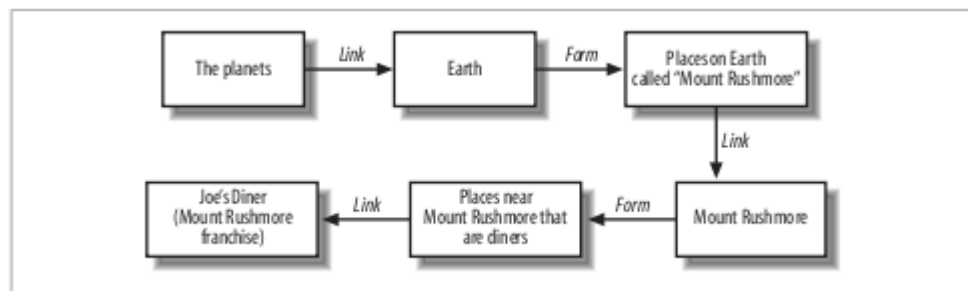 The planets
Link
Earth
Form
Places on Earth
called “Mount Rushmore”
Link
Mount Rushmore
Form
Places near
Mount Rushmore that
are diners
Link
Joe’s Diner
(Mount Rushmore
franchise)